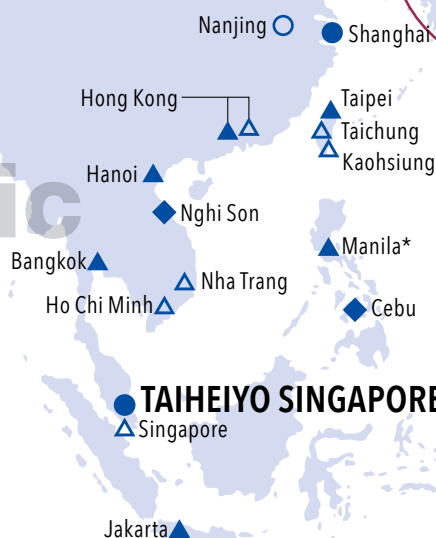 Nanjing
Shanghai
Hong Kong
Taipei
Taichung
Kaohsiung
Hanoi
ic
Nghi Son
Manila*
Bangkok
Nha Trang
Ho Chi Minh
Cebu
TAIHEIYO SINGAPORE
Singapore
Jakarta